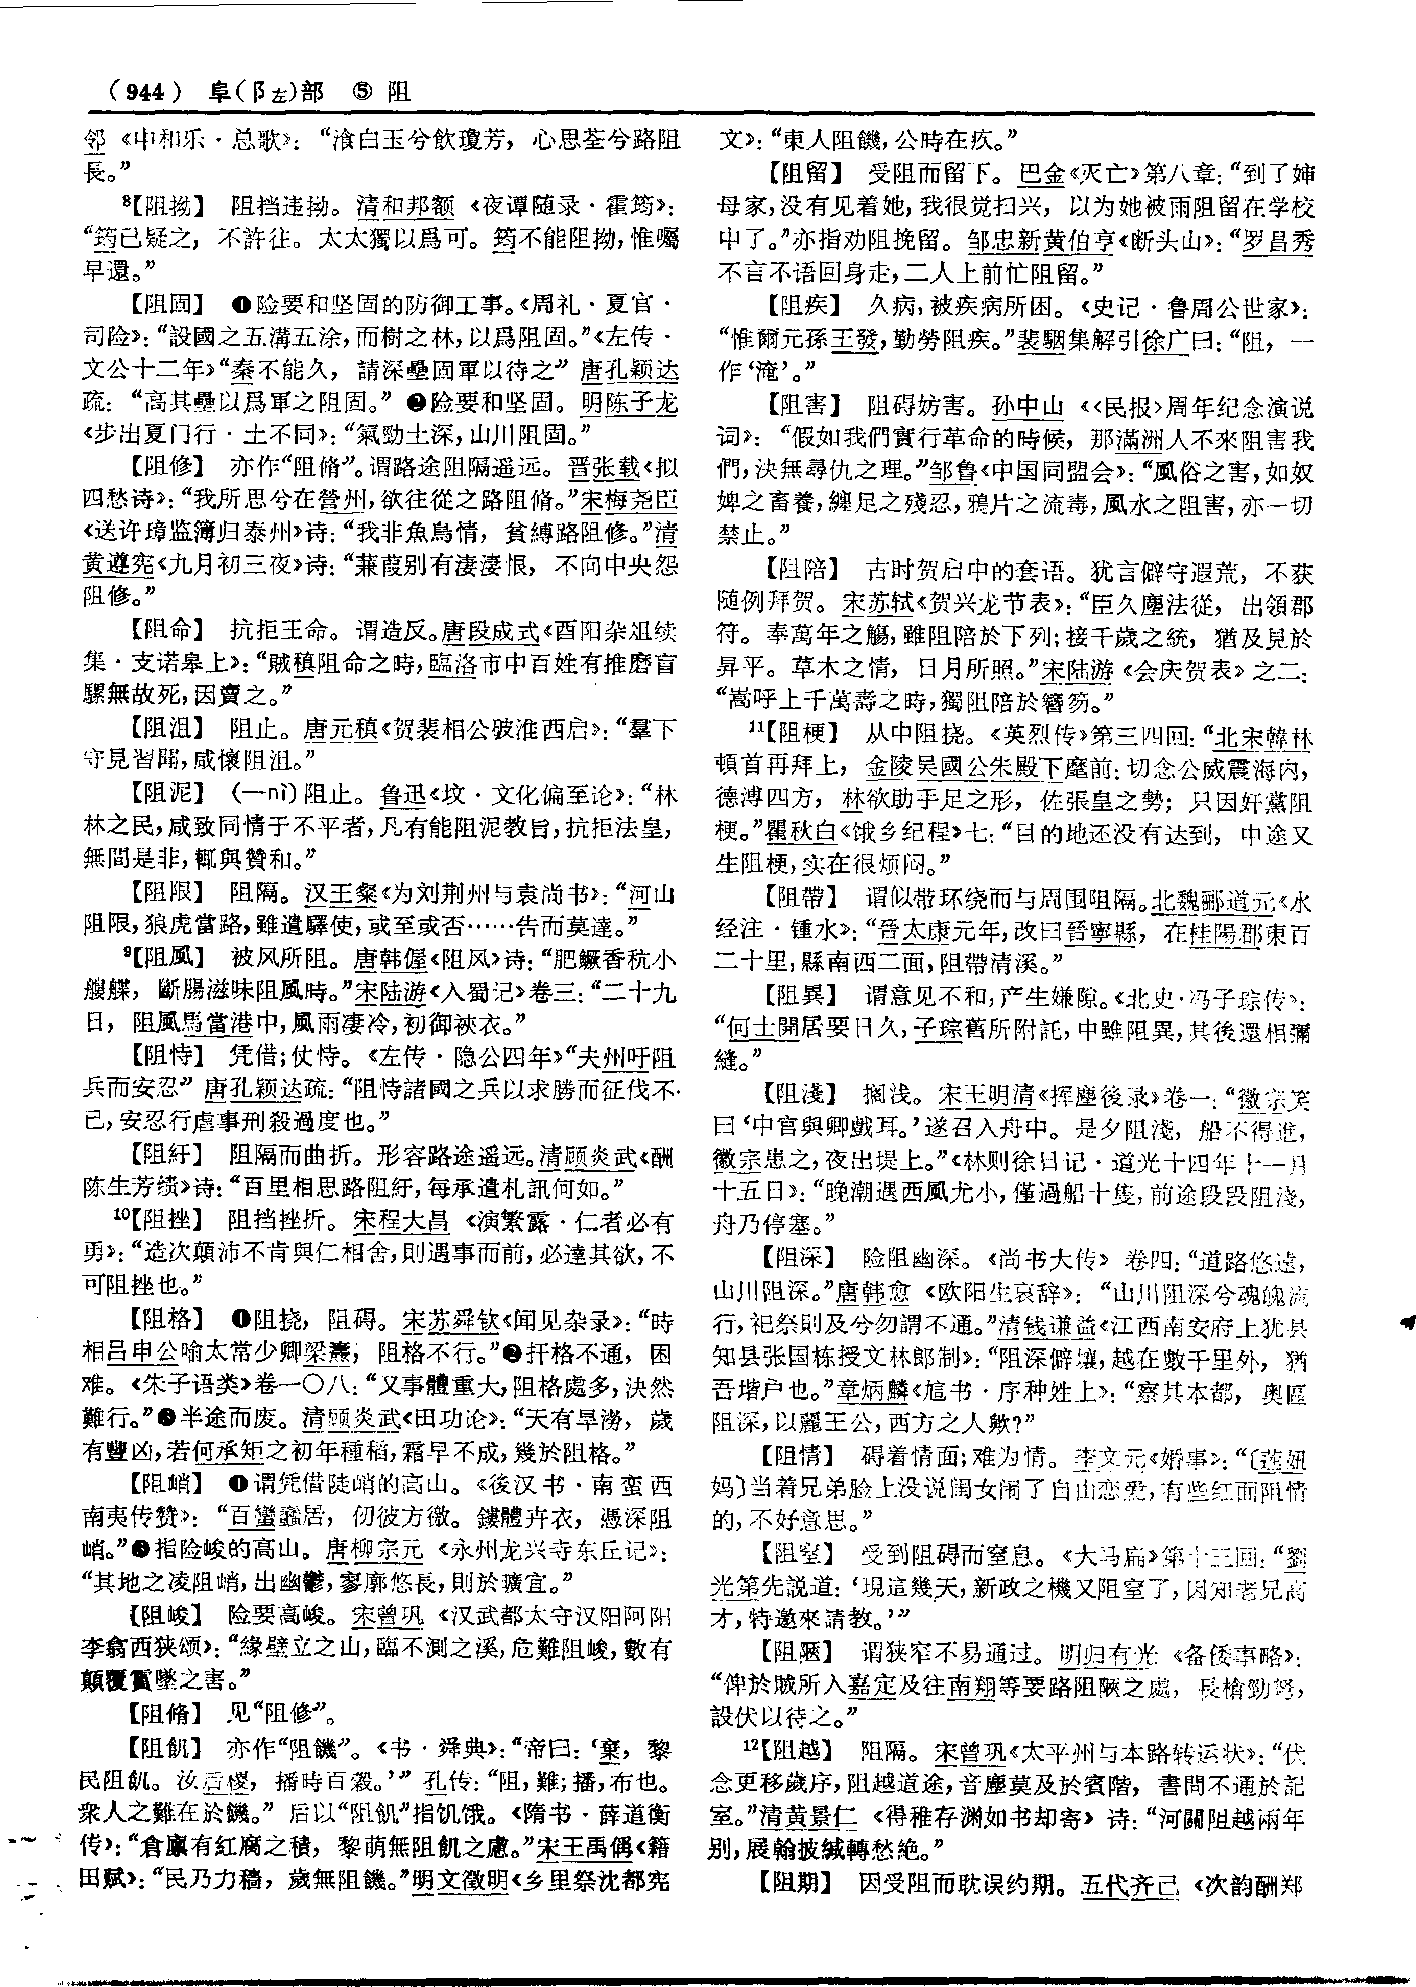 （944） 阜(阝左)部 ⑤ 阻
邻《中和乐·总歌》：“飡白玉兮飲瓊芳，心思荃兮路阻
長。”
8【阻拗】 阻挡违拗。清和邦额《夜谭随录·霍筠》：
“筠已疑之，不許往。太太獨以爲可。筠不能阻拗，惟囑
早還。”
【阻固】 ❶险要和坚固的防御工事。《周礼·夏官·
司险》：“設國之五溝五涂，而樹之林，以爲阻固。”《左传·
文公十二年》“秦不能久，請深壘固軍以待之” 唐孔颖达
疏：“高其壘以爲軍之阻固。” ❷险要和坚固。明陈子龙
《步出夏门行·土不同》：“氣勁土深，山川阻固。”
【阻修】 亦作“阻脩”。谓路途阻隔遥远。晋张载《拟
四愁诗》：“我所思兮在營州，欲往從之路阻脩。”宋梅尧臣
《送许璋监簿归泰州》诗：“我非魚鳥情，貧縛路阻修。”清
黄遵宪《九月初三夜》诗：“蒹葭别有淒淒恨，不向中央怨
阻修。”
【阻命】 抗拒王命。谓造反。唐段成式《酉阳杂俎续
集·支诺皋上》：“賊稹阻命之時，臨洺市中百姓有推磨盲
騾無故死，因賣之。”
【阻沮】 阻止。唐元稹《贺裴相公破淮西启》：“羣下
守見習聞，咸懷阻沮。”
【阻泥】（—nì）阻止。鲁迅《坟·文化偏至论》：“林
林之民，咸致同情于不平者，凡有能阻泥教旨，抗拒法皇，
無問是非，輒與贊和。”
【阻限】 阻隔。汉王粲《为刘荆州与袁尚书》：“河山
阻限，狼虎當路，雖遣驛使，或至或否……告而莫達。”
9【阻風】 被风所阻。唐韩偓《阻风》诗：“肥鳜香秔小
艘艓，斷腸滋味阻風時。”宋陆游《入蜀记》卷三：“二十九
日，阻風馬當港中，風雨淒冷，初御裌衣。”
【阻恃】 凭借；仗恃。《左传·隐公四年》“夫州吁阻
兵而安忍” 唐孔颖达疏：“阻恃諸國之兵以求勝而征伐不
已，安忍行虐事刑殺過度也。”
【阻紆】 阻隔而曲折。形容路途遥远。清顾炎武《酬
陈生芳绩》诗：“百里相思路阻紆，每承遣札訊何如。”
10【阻挫】 阻挡挫折。宋程大昌《演繁露·仁者必有
勇》：“造次顛沛不肯與仁相舍，則遇事而前，必達其欲，不
可阻挫也。”
【阻格】 ❶阻挠，阻碍。宋苏舜钦《闻见杂录》：“時
相吕申公喻太常少卿梁燾，阻格不行。”❷扞格不通，困
难。《朱子语类》卷一〇八：“又事體重大，阻格處多，决然
難行。”❸半途而废。清顾炎武《田功论》：“天有旱澇，歲
有豐凶，若何承矩之初年種稻，霜早不成，幾於阻格。”
【阻峭】 ❶谓凭借陡峭的高山。《後汉书·南蛮西
南夷传赞》：“百蠻蠢居，仞彼方徼。鏤體卉衣，憑深阻
峭。”❷指险峻的高山。唐柳宗元《永州龙兴寺东丘记》：
“其地之凌阻峭，出幽鬱，寥廓悠長，則於曠宜。”
【阻峻】 险要高峻。宋曾巩《汉武都太守汉阳阿阳
李翕西狭颂》：“緣壁立之山，臨不測之溪，危難阻峻，數有
顛覆霣墜之害。”
【阻脩】 见“阻修”。
【阻飢】 亦作“阻饑”。《书·舜典》：“帝曰：‘棄，黎
民阻飢。汝后稷，播時百穀。’” 孔传：“阻，難；播，布也。
衆人之難在於饑。” 后以“阻飢”指饥饿。《隋书·薛道衡
传》：“倉廪有紅腐之積，黎萌無阻飢之慮。”宋王禹偁《籍
田赋》：“民乃力穡，歲無阻饑。”明文徵明《乡里祭沈都宪
文》：“東人阻饑，公時在疚。”
【阻留】 受阻而留下。巴金《灭亡》第八章：“到了婶
母家，没有见着她，我很觉扫兴，以为她被雨阻留在学校
中了。”亦指劝阻挽留。邹忠新黄伯亨《断头山》：“罗昌秀
不言不语回身走，二人上前忙阻留。”
【阻疾】 久病，被疾病所困。《史记·鲁周公世家》：
“惟爾元孫王發，勤勞阻疾。”裴駰集解引徐广曰：“阻，一
作‘淹’。”
【阻害】 阻碍妨害。孙中山《〈民报〉周年纪念演说
词》：“假如我們實行革命的時候，那滿洲人不來阻害我
們，决無尋仇之理。”邹鲁《中国同盟会》：“風俗之害，如奴
婢之畜養，纏足之殘忍，鴉片之流毒，風水之阻害，亦一切
禁止。”
【阻陪】 古时贺启中的套语。犹言僻守遐荒，不获
随例拜贺。宋苏轼《贺兴龙节表》：“臣久塵法從，出領郡
符。奉萬年之觴，雖阻陪於下列；接千歲之統，猶及見於
昇平。草木之情，日月所照。”宋陆游《会庆贺表》之二：
“嵩呼上千萬壽之時，獨阻陪於簪笏。”
11【阻梗】 从中阻挠。《英烈传》第三四回：“北宋韓林
頓首再拜上，金陵吴國公朱殿下麾前：切念公威震海内，
德溥四方，林欲助手足之形，佐張皇之勢；只因奸黨阻
梗。”瞿秋白《饿乡纪程》七：“目的地还没有达到，中途又
生阻梗，实在很烦闷。”
【阻帶】 谓似带环绕而与周围阻隔。北魏郦道元《水
经注·锺水》：“晉太康元年，改曰晉寧縣，在桂陽郡東百
二十里，縣南西二面，阻帶清溪。”
【阻異】 谓意见不和，产生嫌隙。《北史·冯子琮传》：
“何士開居要日久，子琮舊所附託，中雖阻異，其後還相彌
縫。”
【阻淺】 搁浅。宋王明清《挥麈後录》卷一：“徽宗笑
曰‘中宫與卿戲耳。’遂召入舟中。是夕阻淺，船不得進，
徽宗患之，夜出堤上。”《林则徐日记·道光十四年十一月
十五日》：“晚潮遇西風尤小，僅過船十隻，前途段段阻淺，
舟乃停塞。”
【阻深】 险阻幽深。《尚书大传》卷四：“道路悠遠，
山川阻深。”唐韩愈《欧阳生哀辞》：“山川阻深兮魂魄流
行，祀祭則及兮勿謂不通。”清钱谦益《江西南安府上犹县
知县张国栋授文林郎制》：“阻深僻壤，越在數千里外，猶
吾堦户也。”章炳麟《訄书·序种姓上》：“察其本都，奥區
阻深，以麗王公，西方之人歟？”
【阻情】 碍着情面；难为情。李文元《婚事》：“〔莲妞
妈〕当着兄弟脸上没说闺女闹了自由恋爱，有些红面阻情
的，不好意思。”
【阻窒】 受到阻碍而窒息。《大马扁》第十三回：“劉
光第先説道：‘現這幾天，新政之機又阻窒了，因知老兄高
才，特邀來請教。’”
【阻陿】 谓狭窄不易通过。明归有光《备倭事略》：
“俾於賊所入嘉定及往南翔等要路阻陿之處，長槍勁弩，
設伏以待之。”
12【阻越】 阻隔。宋曾巩《太平州与本路转运状》：“伏
念更移歲序，阻越道途，音塵莫及於賓階，書問不通於記
室。”清黄景仁《得稚存渊如书却寄》诗：“河關阻越兩年
别，展翰披緘轉愁絶。”
【阻期】 因受阻而耽误约期。五代齐己《次韵酬郑